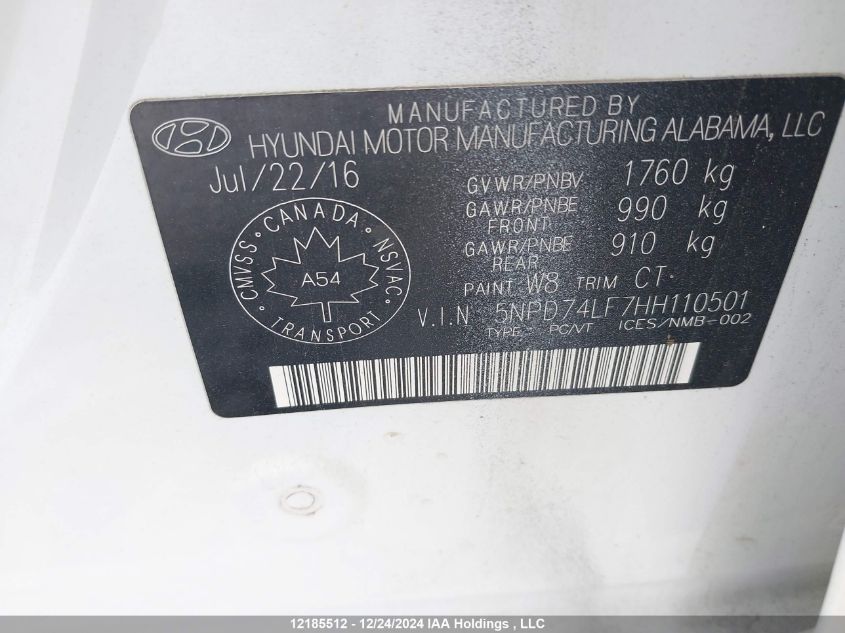 MANUFACTURED BY
HYUNDAI MOTOR MANUFACTURING ALABAMA, LLC
Jul/22/16
GVWR/PNBV 1760 kg
GAWR/PNBE FRONT 990 kg
GAWR/PNBE REAR 910 kg
PAINT W8 TRIM CT
V.I.N 5NPD74LF7HH110501
TYPE PC/VT ICES/NMB-002
CMVSS · CANADA · NSVAC · TRANSPORT
A54
12185512 - 12/24/2024 IAA Holdings , LLC